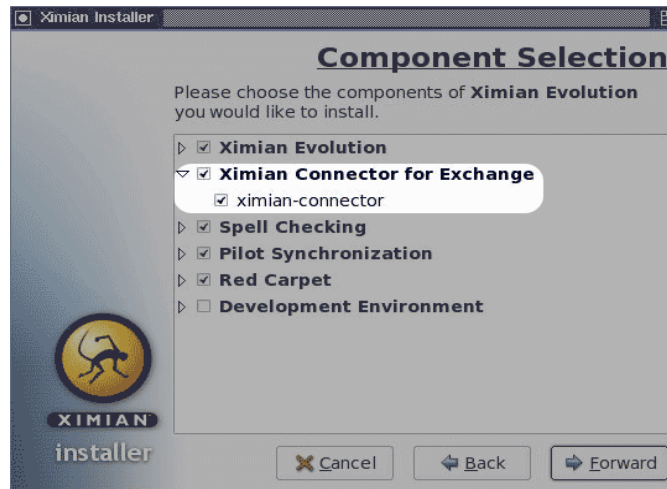 Ximian Installer
Component Selection
Please choose the components of Ximian Evolution
you would like to install.
Ximian Evolution
Ximian Connector for Exchange
ximian-connector
Spell Checking
Pilot Synchronization
Red Carpet
Development Environment
XIMIAN
installer
Cancel
Back
Forward